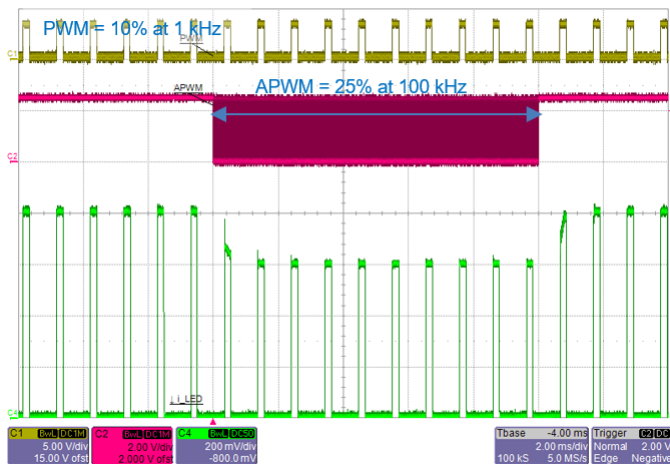 PWM = 10% at 1 kHz
PWM
C1
APWM = 25% at 100 kHz
APWM
C2
i_LED
C4
C1 BwL DC1M
5.00 V/div
15.00 V ofst
C2 BwL DC1M
2.00 V/div
2.000 V ofst
C4 BwL DC50
200 mV/div
-800.0 mV
Tbase -4.00 ms
2.00 ms/div
100 kS 5.0 MS/s
Trigger C2 DC
Normal 2.00 V
Edge Negative